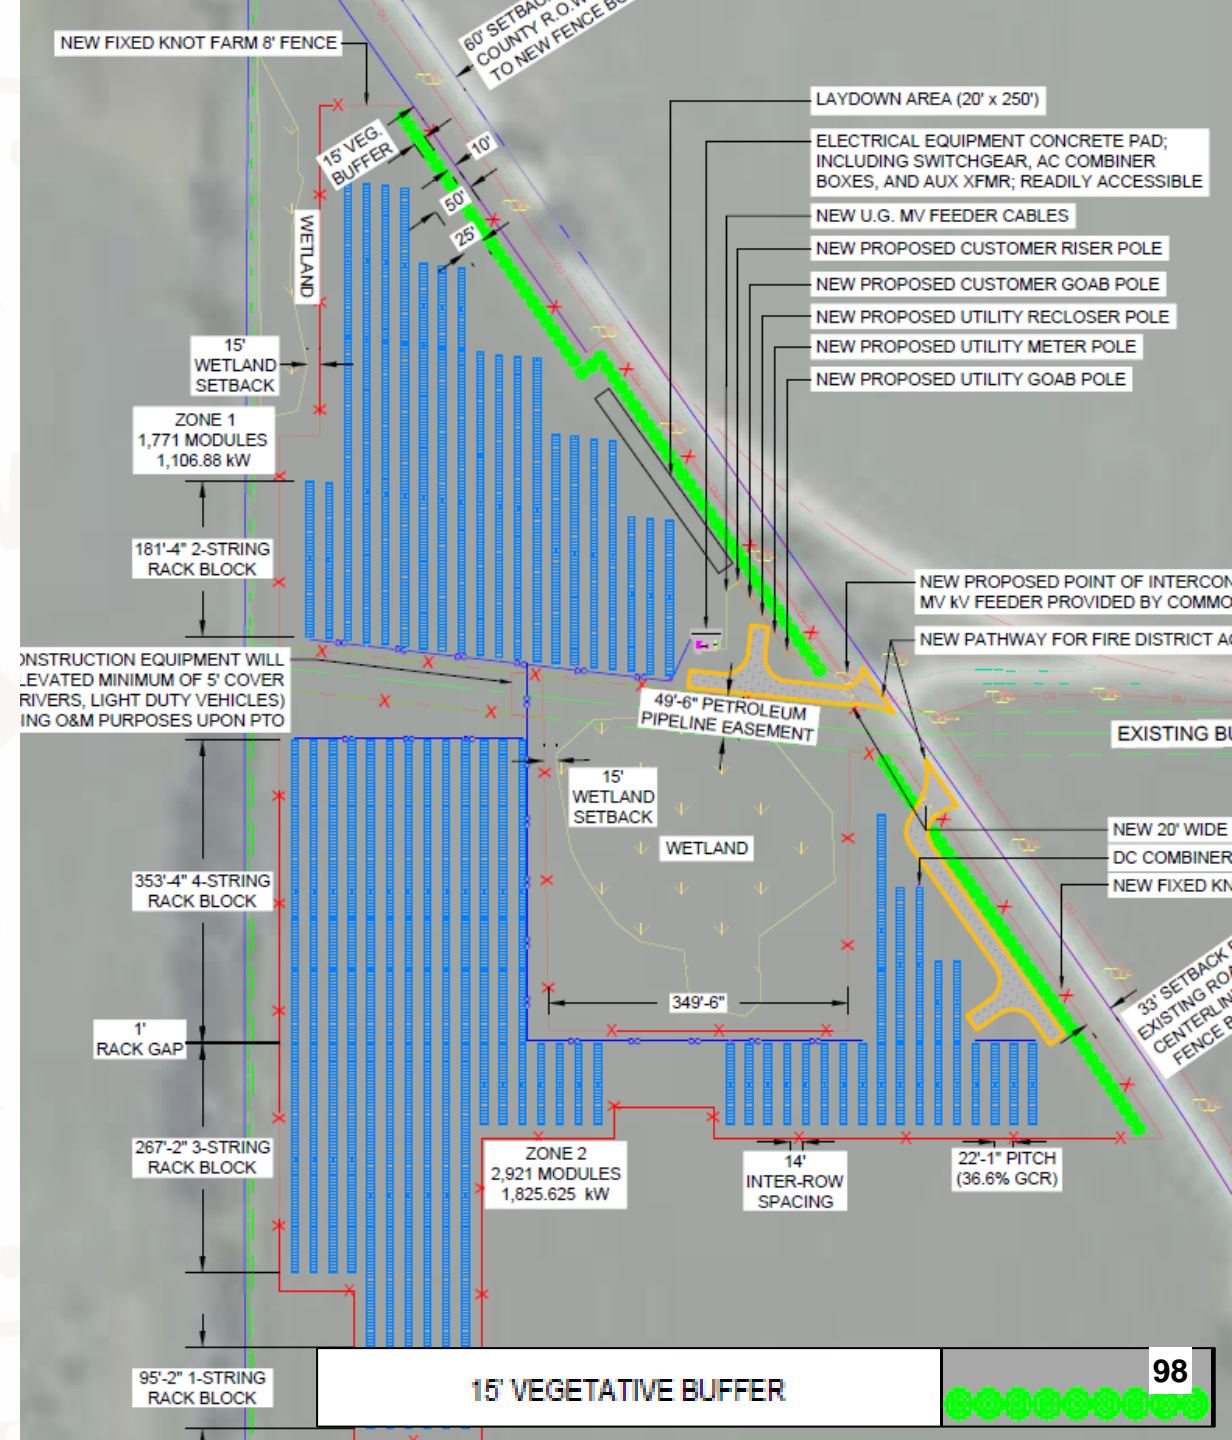 60' SETBACK
COUNTY R.O.W
TO NEW FENCE
NEW FIXED KNOT FARM 8' FENCE
LAYDOWN AREA (20' x 250')
ELECTRICAL EQUIPMENT CONCRETE PAD;
INCLUDING SWITCHGEAR, AC COMBINER
BOXES, AND AUX XFMR; READILY ACCESSIBLE
15' VEG.
BUFFER
10'
50'
25'
NEW U.G. MV FEEDER CABLES
NEW PROPOSED CUSTOMER RISER POLE
NEW PROPOSED CUSTOMER GOAB POLE
NEW PROPOSED UTILITY RECLOSER POLE
NEW PROPOSED UTILITY METER POLE
NEW PROPOSED UTILITY GOAB POLE
WETLAND
15'
WETLAND
SETBACK
ZONE 1
1,771 MODULES
1,106.88 kW
181'-4" 2-STRING
RACK BLOCK
NEW PROPOSED POINT OF INTERCON
MV kV FEEDER PROVIDED BY COMMO
NEW PATHWAY FOR FIRE DISTRICT AC
ONSTRUCTION EQUIPMENT WILL
LEVATED MINIMUM OF 5' COVER
RIVERS, LIGHT DUTY VEHICLES)
ING O&M PURPOSES UPON PTO
49'-6" PETROLEUM
PIPELINE EASEMENT
EXISTING BU
15'
WETLAND
SETBACK
WETLAND
NEW 20' WIDE
DC COMBINER
NEW FIXED KN
353'-4" 4-STRING
RACK BLOCK
349'-6"
33' SETBACK
EXISTING ROA
CENTERLIN
FENCE B
1'
RACK GAP
267'-2" 3-STRING
RACK BLOCK
ZONE 2
2,921 MODULES
1,825.625 kW
14'
INTER-ROW
SPACING
22'-1" PITCH
(36.6% GCR)
95'-2" 1-STRING
RACK BLOCK
15' VEGETATIVE BUFFER
98